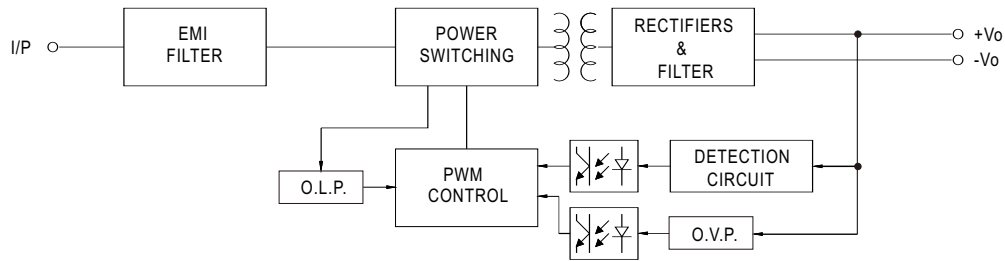 I/P
EMI
FILTER
POWER
SWITCHING
RECTIFIERS
&
FILTER
+Vo
-Vo
O.L.P.
PWM
CONTROL
DETECTION
CIRCUIT
O.V.P.